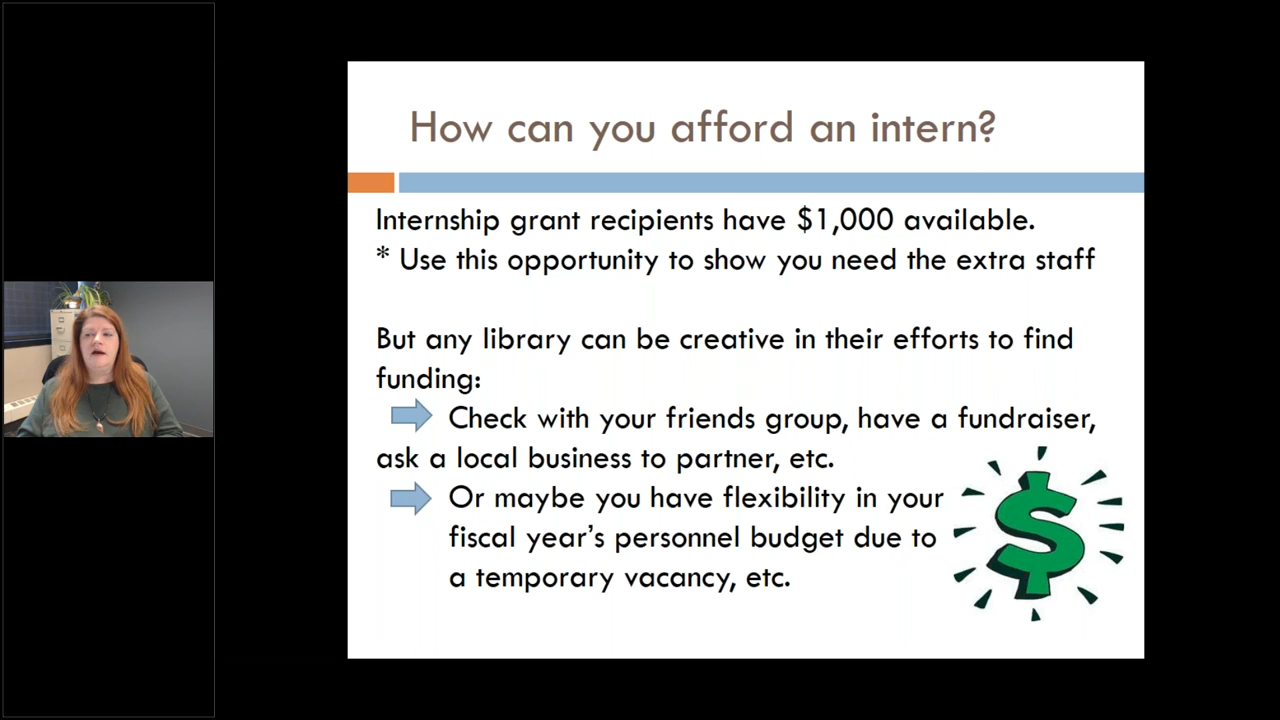 How can you afford an intern?
Internship grant recipients have $1,000 available.
* Use this opportunity to show you need the extra staff
But any library can be creative in their efforts to find
funding:
Check with your friends group, have a fundraiser,
ask a local business to partner, etc.
Or maybe you have flexibility in your
fiscal year’s personnel budget due to
a temporary vacancy, etc.
$